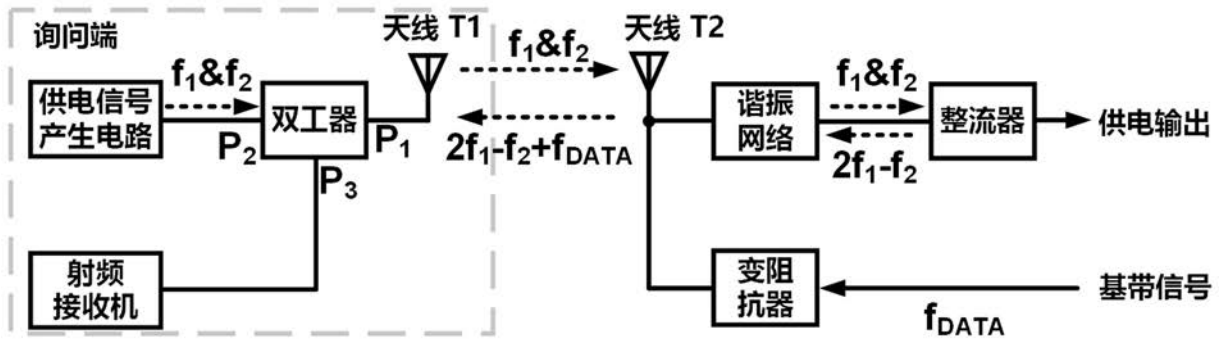 询问端
天线 T1
天线 T2
f₁&f₂
f₁&f₂
f₁&f₂
供电信号
产生电路
双工器
谐振
网络
整流器
供电输出
P₂
P₁
2f₁-f₂+f_DATA
2f₁-f₂
P₃
射频
接收机
变阻
抗器
基带信号
f_DATA